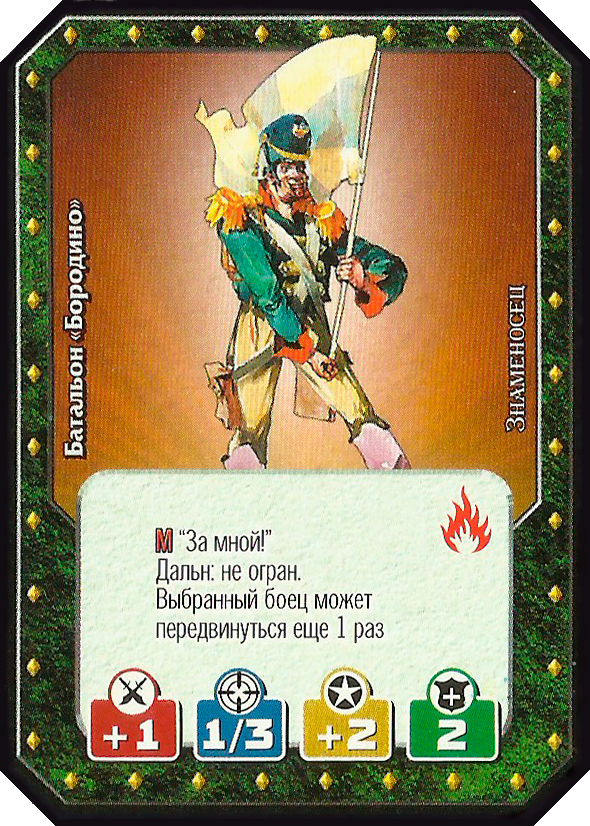 Батальон «Бородино»
Знаменосец
М “За мной!”
Дальн: не огран.
Выбранный боец может
передвинуться еще 1 раз
+1 1/3 +2 2